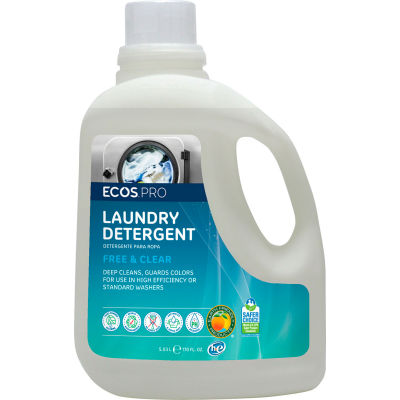 ECOS.PRO
LAUNDRY
DETERGENT
DETERGENTE PARA ROPA
FREE & CLEAR
DEEP CLEANS, GUARDS COLORS
FOR USE IN HIGH EFFICIENCY OR
STANDARD WASHERS
SAFER
CHOICE
he
5.03 L ℮ 170 FL. OZ.